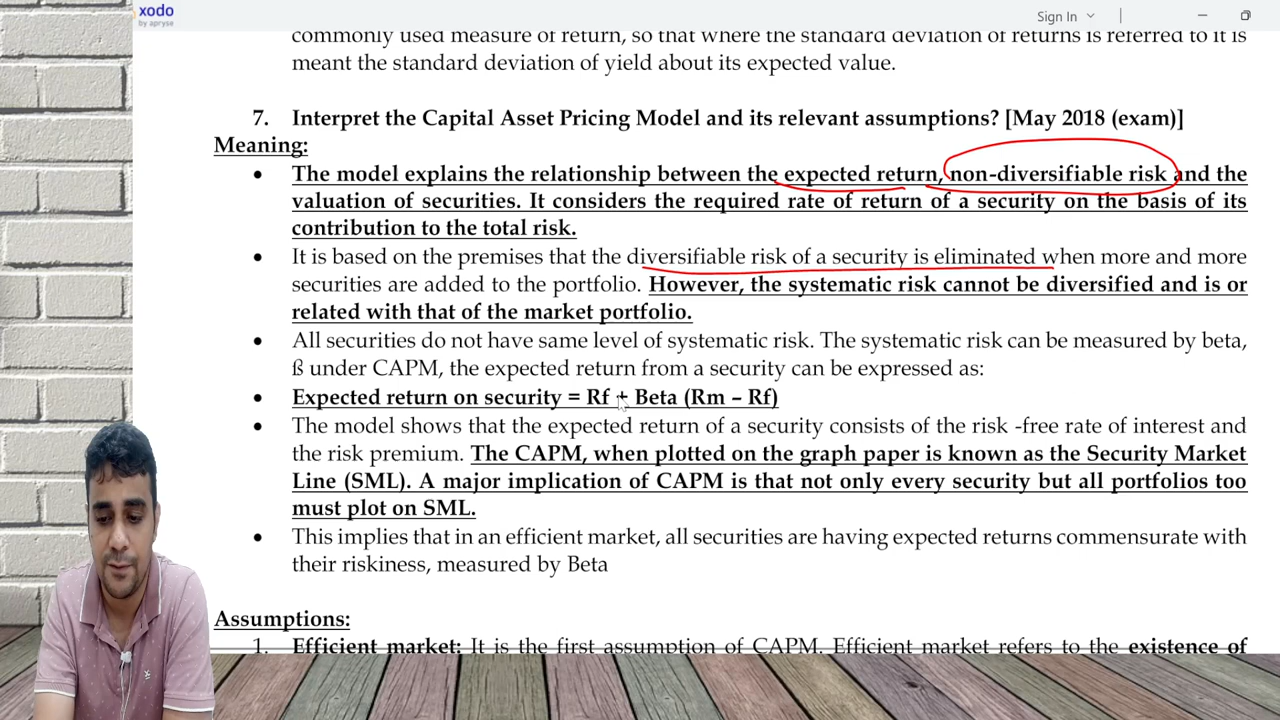 xodo
by apryse
Sign In
commonly used measure of return, so that where the standard deviation of returns is referred to it is
meant the standard deviation of yield about its expected value.
7. Interpret the Capital Asset Pricing Model and its relevant assumptions? [May 2018 (exam)]
Meaning:
• The model explains the relationship between the expected return, non-diversifiable risk and the
valuation of securities. It considers the required rate of return of a security on the basis of its
contribution to the total risk.
• It is based on the premises that the diversifiable risk of a security is eliminated when more and more
securities are added to the portfolio. However, the systematic risk cannot be diversified and is or
related with that of the market portfolio.
• All securities do not have same level of systematic risk. The systematic risk can be measured by beta,
ß under CAPM, the expected return from a security can be expressed as:
• Expected return on security = Rf + Beta (Rm – Rf)
• The model shows that the expected return of a security consists of the risk -free rate of interest and
the risk premium. The CAPM, when plotted on the graph paper is known as the Security Market
Line (SML). A major implication of CAPM is that not only every security but all portfolios too
must plot on SML.
• This implies that in an efficient market, all securities are having expected returns commensurate with
their riskiness, measured by Beta
Assumptions:
1. Efficient market: It is the first assumption of CAPM. Efficient market refers to the existence of